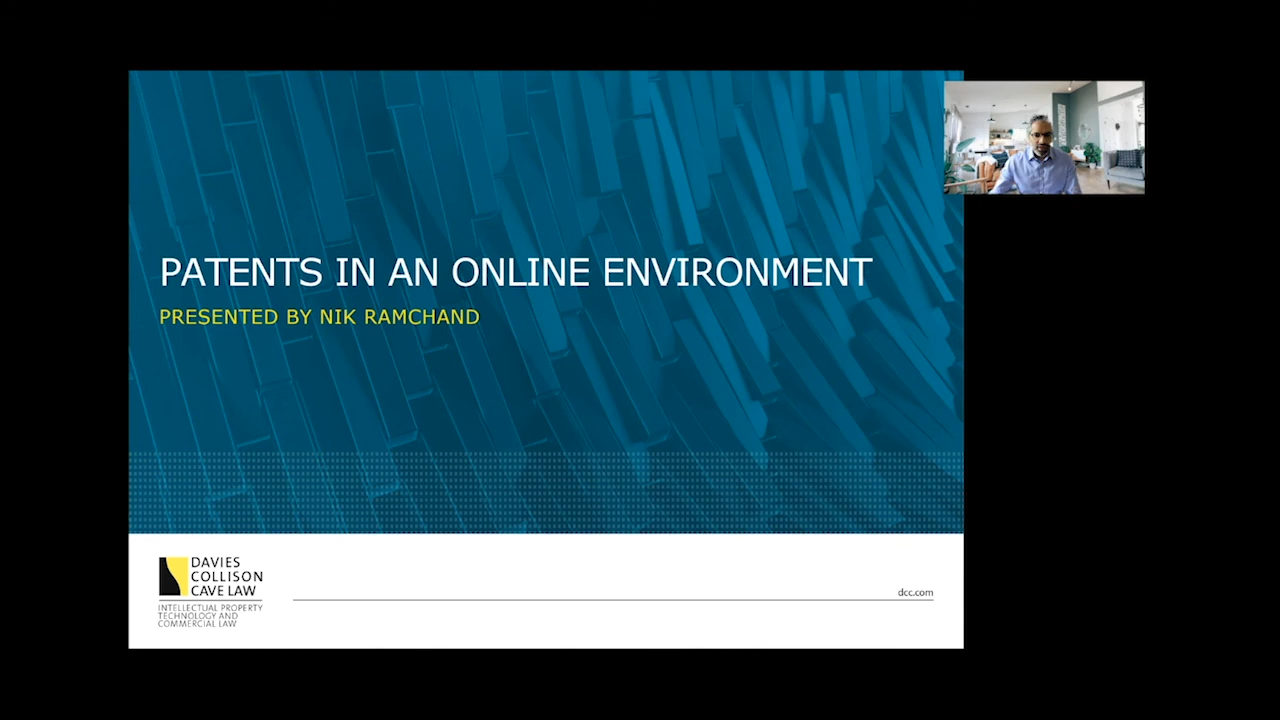 PATENTS IN AN ONLINE ENVIRONMENT
PRESENTED BY NIK RAMCHAND
DAVIES
COLLISON
CAVE LAW
INTELLECTUAL PROPERTY
TECHNOLOGY AND
COMMERCIAL LAW
dcc.com